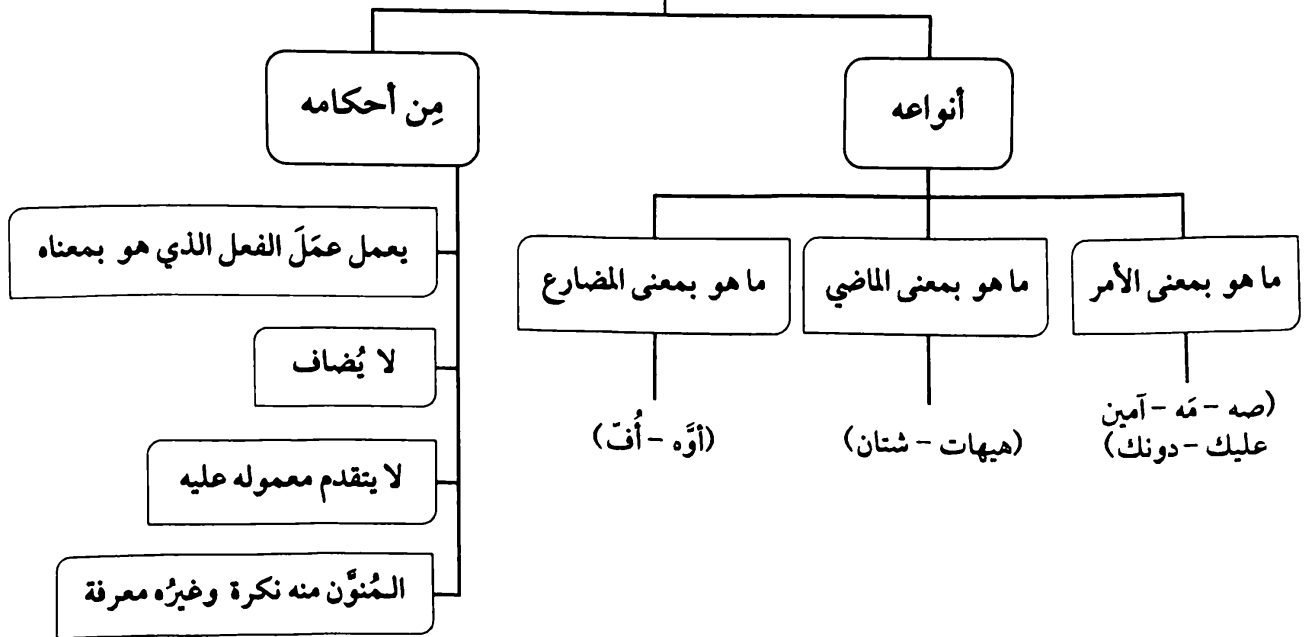 أنواعه
ما هو بمعنى الأمر
(صه - مَه - آمين
عليك - دونك)
ما هو بمعنى الماضي
(هيهات - شتان)
ما هو بمعنى المضارع
(أوَّه - أُفّ)
مِن أحكامه
يعمل عمَلَ الفعل الذي هو بمعناه
لا يُضاف
لا يتقدم معموله عليه
المُنوَّن منه نكرة وغيرُه معرفة